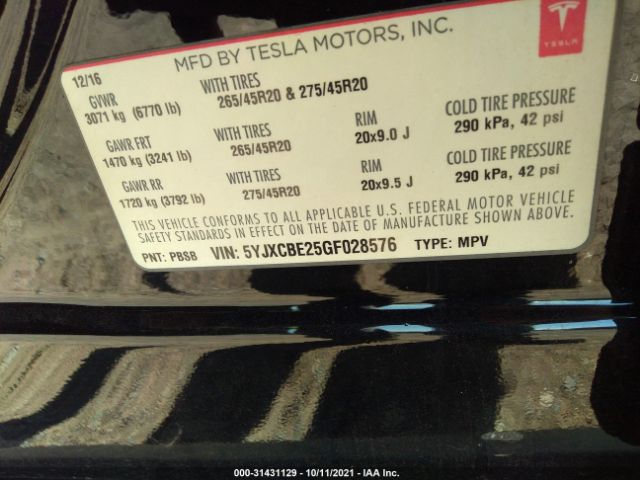 MFD BY TESLA MOTORS, INC.
TESLA
12/16
GVWR WITH TIRES
3071 kg (6770 lb) 265/45R20 & 275/45R20
GAWR FRT WITH TIRES RIM COLD TIRE PRESSURE
1470 kg (3241 lb) 265/45R20 20x9.0 J 290 kPa, 42 psi
GAWR RR WITH TIRES RIM COLD TIRE PRESSURE
1720 kg (3792 lb) 275/45R20 20x9.5 J 290 kPa, 42 psi
THIS VEHICLE CONFORMS TO ALL APPLICABLE U.S. FEDERAL MOTOR VEHICLE
SAFETY STANDARDS IN EFFECT ON THE DATE OF MANUFACTURE SHOWN ABOVE.
PNT: PBSB VIN: 5YJXCBE25GF028576 TYPE: MPV
000-31431129 - 10/11/2021 - IAA Inc.